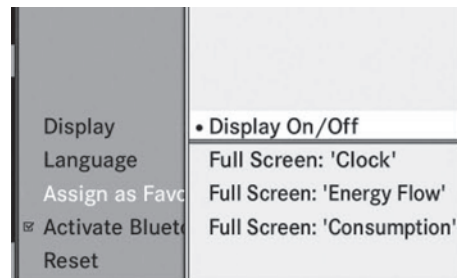 Display
Language
Assign as Favo
Activate Blueto
Reset
• Display On/Off
Full Screen: 'Clock'
Full Screen: 'Energy Flow'
Full Screen: 'Consumption'